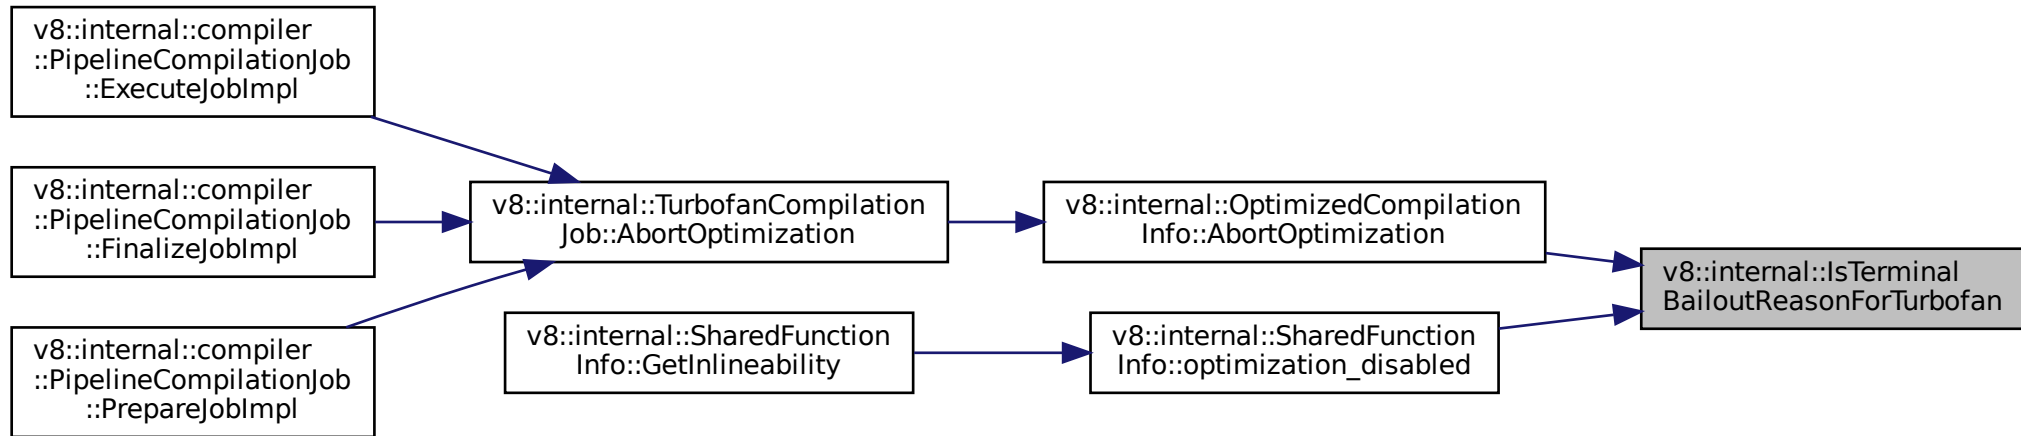 v8::internal::compiler
::PipelineCompilationJob
::ExecuteJobImpl
v8::internal::compiler
::PipelineCompilationJob
::FinalizeJobImpl
v8::internal::compiler
::PipelineCompilationJob
::PrepareJobImpl
v8::internal::TurbofanCompilation
Job::AbortOptimization
v8::internal::SharedFunction
Info::GetInlineability
v8::internal::OptimizedCompilation
Info::AbortOptimization
v8::internal::SharedFunction
Info::optimization_disabled
v8::internal::IsTerminal
BailoutReasonForTurbofan